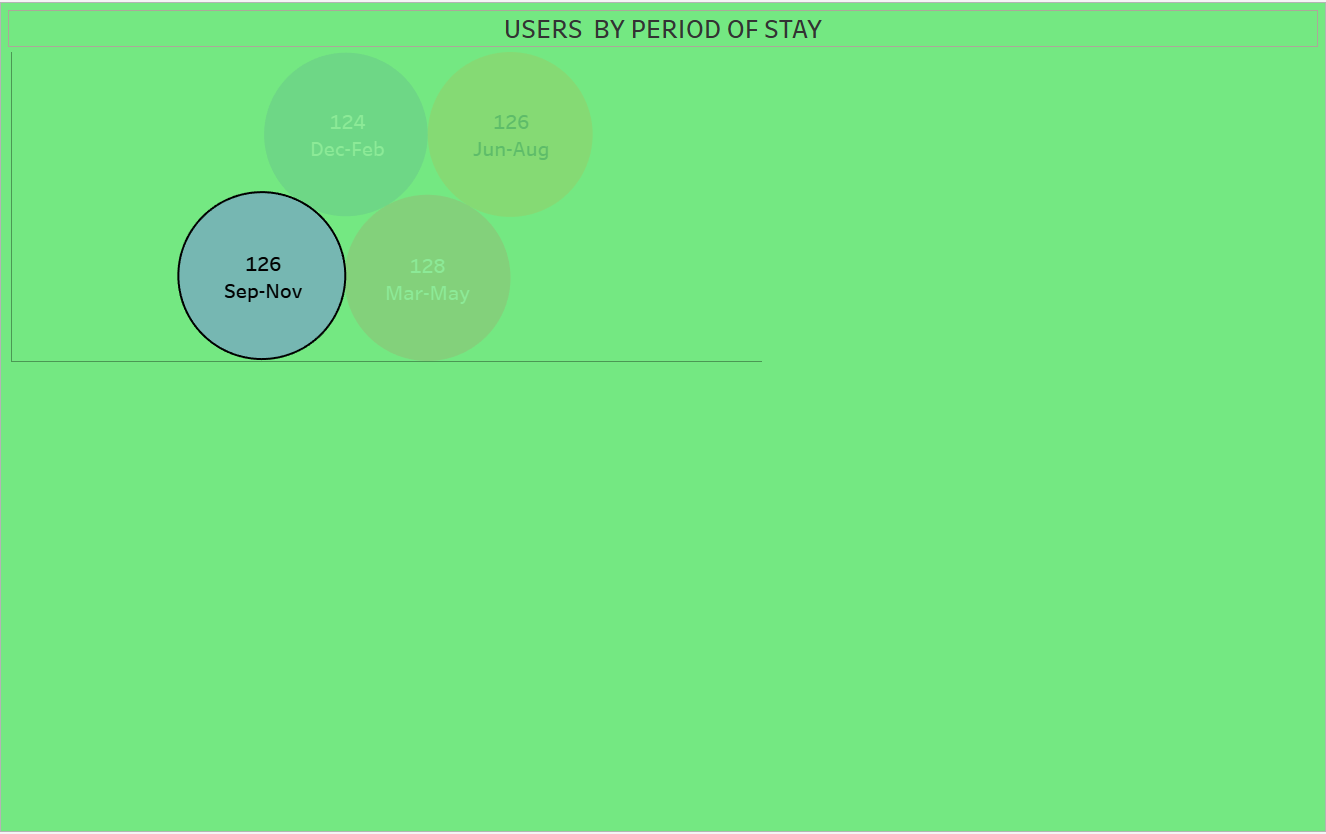 USERS  BY PERIOD OF STAY
124
Dec-Feb
126
Jun-Aug
126
Sep-Nov
128
Mar-May